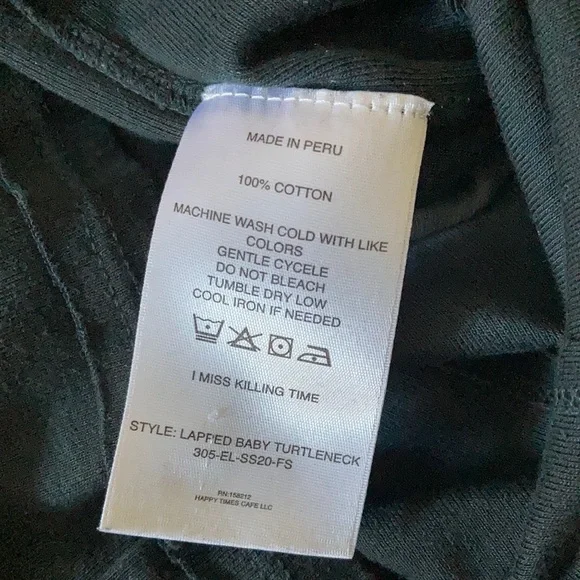 MADE IN PERU
100% COTTON
MACHINE WASH COLD WITH LIKE
COLORS
GENTLE CYCELE
DO NOT BLEACH
TUMBLE DRY LOW
COOL IRON IF NEEDED
I MISS KILLING TIME
STYLE: LAPPED BABY TURTLENECK
305-EL-SS20-FS
RN:158212
HAPPY TIMES CAFE LLC